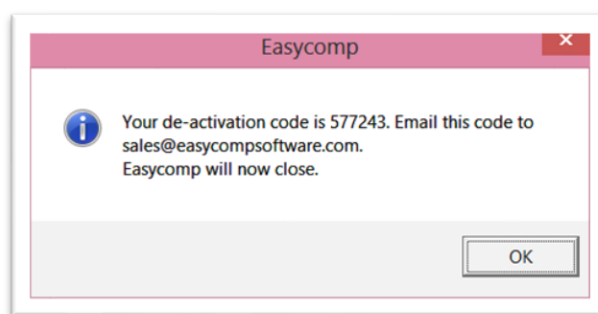 Easycomp
Your de-activation code is 577243. Email this code to
sales@easycompsoftware.com.
Easycomp will now close.
OK